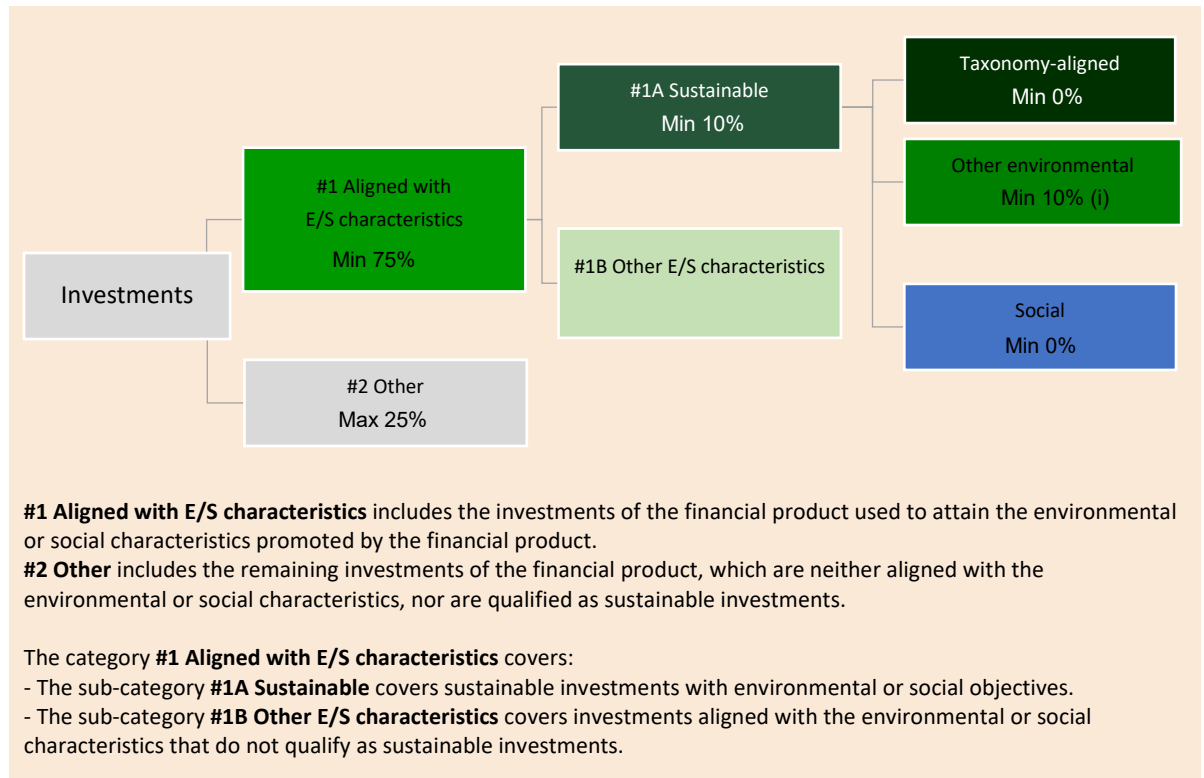 Investments
#1 Aligned with
E/S characteristics
Min 75%
#2 Other
Max 25%
#1A Sustainable
Min 10%
#1B Other E/S characteristics
Taxonomy-aligned
Min 0%
Other environmental
Min 10% (i)
Social
Min 0%
#1 Aligned with E/S characteristics includes the investments of the financial product used to attain the environmental
or social characteristics promoted by the financial product.
#2 Other includes the remaining investments of the financial product, which are neither aligned with the
environmental or social characteristics, nor are qualified as sustainable investments.
The category #1 Aligned with E/S characteristics covers:
- The sub-category #1A Sustainable covers sustainable investments with environmental or social objectives.
- The sub-category #1B Other E/S characteristics covers investments aligned with the environmental or social
characteristics that do not qualify as sustainable investments.